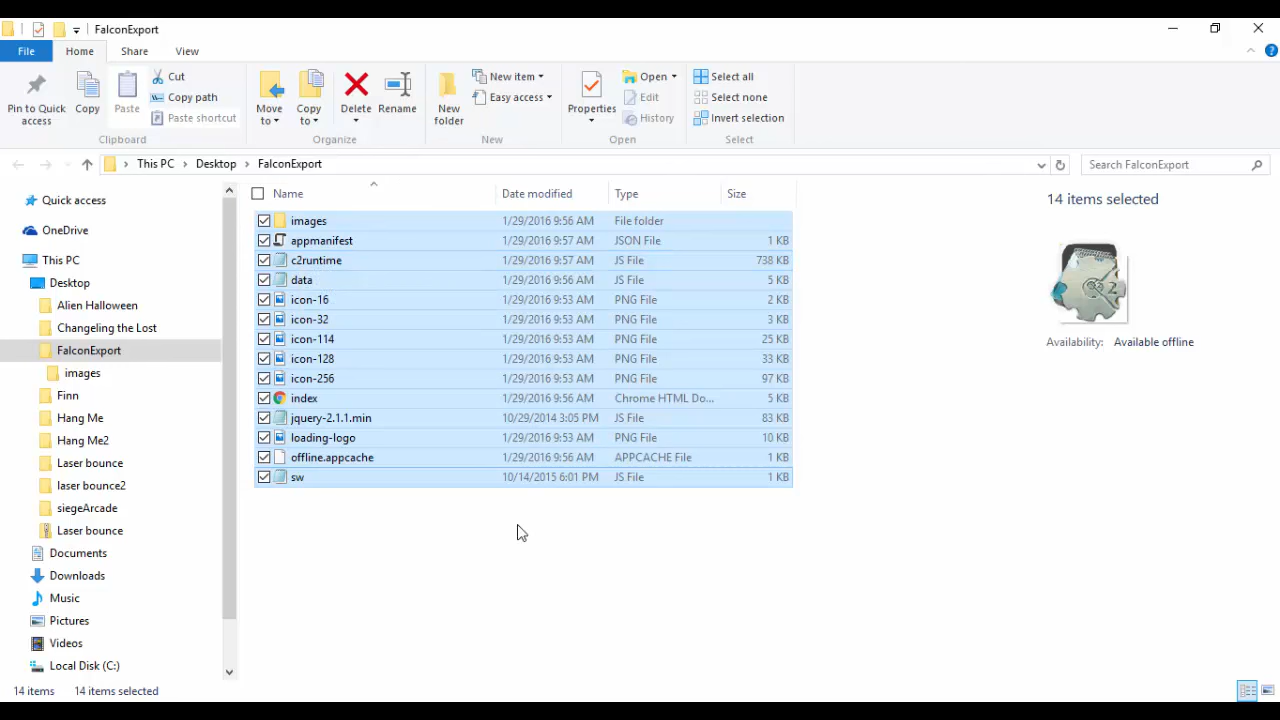 FalconExport
File Home Share View
Pin to Quick access
Copy
Paste
Cut
Copy path
Paste shortcut
Clipboard
Move to
Copy to
Delete
Rename
Organize
New folder
New item
Easy access
New
Properties
Open
Edit
History
Open
Select all
Select none
Invert selection
Select
This PC Desktop FalconExport
Search FalconExport
Quick access
OneDrive
This PC
Desktop
Alien Halloween
Changeling the Lost
FalconExport
images
Finn
Hang Me
Hang Me2
Laser bounce
laser bounce2
siegeArcade
Laser bounce
Documents
Downloads
Music
Pictures
Videos
Local Disk (C:)
Name Date modified Type Size
images 1/29/2016 9:56 AM File folder
appmanifest 1/29/2016 9:57 AM JSON File 1 KB
c2runtime 1/29/2016 9:57 AM JS File 738 KB
data 1/29/2016 9:56 AM JS File 5 KB
icon-16 1/29/2016 9:53 AM PNG File 2 KB
icon-32 1/29/2016 9:53 AM PNG File 3 KB
icon-114 1/29/2016 9:53 AM PNG File 25 KB
icon-128 1/29/2016 9:53 AM PNG File 33 KB
icon-256 1/29/2016 9:53 AM PNG File 97 KB
index 1/29/2016 9:56 AM Chrome HTML Do... 5 KB
jquery-2.1.1.min 10/29/2014 3:05 PM JS File 83 KB
loading-logo 1/29/2016 9:53 AM PNG File 10 KB
offline.appcache 1/29/2016 9:56 AM APPCACHE File 1 KB
sw 10/14/2015 6:01 PM JS File 1 KB
14 items selected
2
Availability: Available offline
14 items 14 items selected